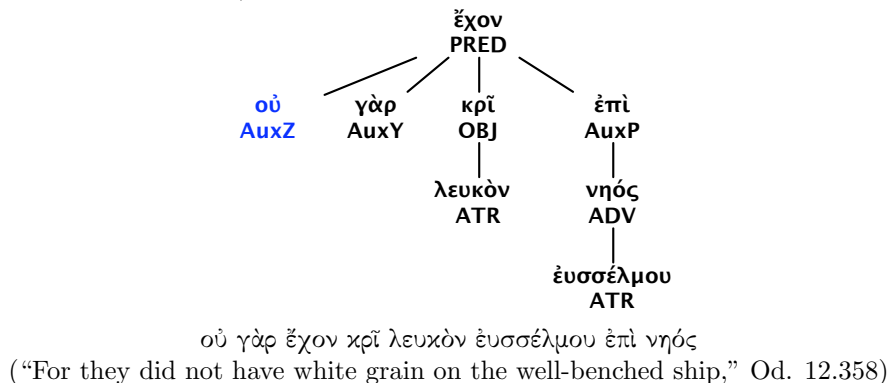 ἔχον
PRED
οὐ γὰρ κρῖ ἐπὶ
AuxZ AuxY OBJ AuxP
λευκὸν νηός
ATR ADV
ἐυσσέλμου
ATR
οὐ γὰρ ἔχον κρῖ λευκὸν ἐυσσέλμου ἐπὶ νηός
(“For they did not have white grain on the well-benched ship,” Od. 12.358)